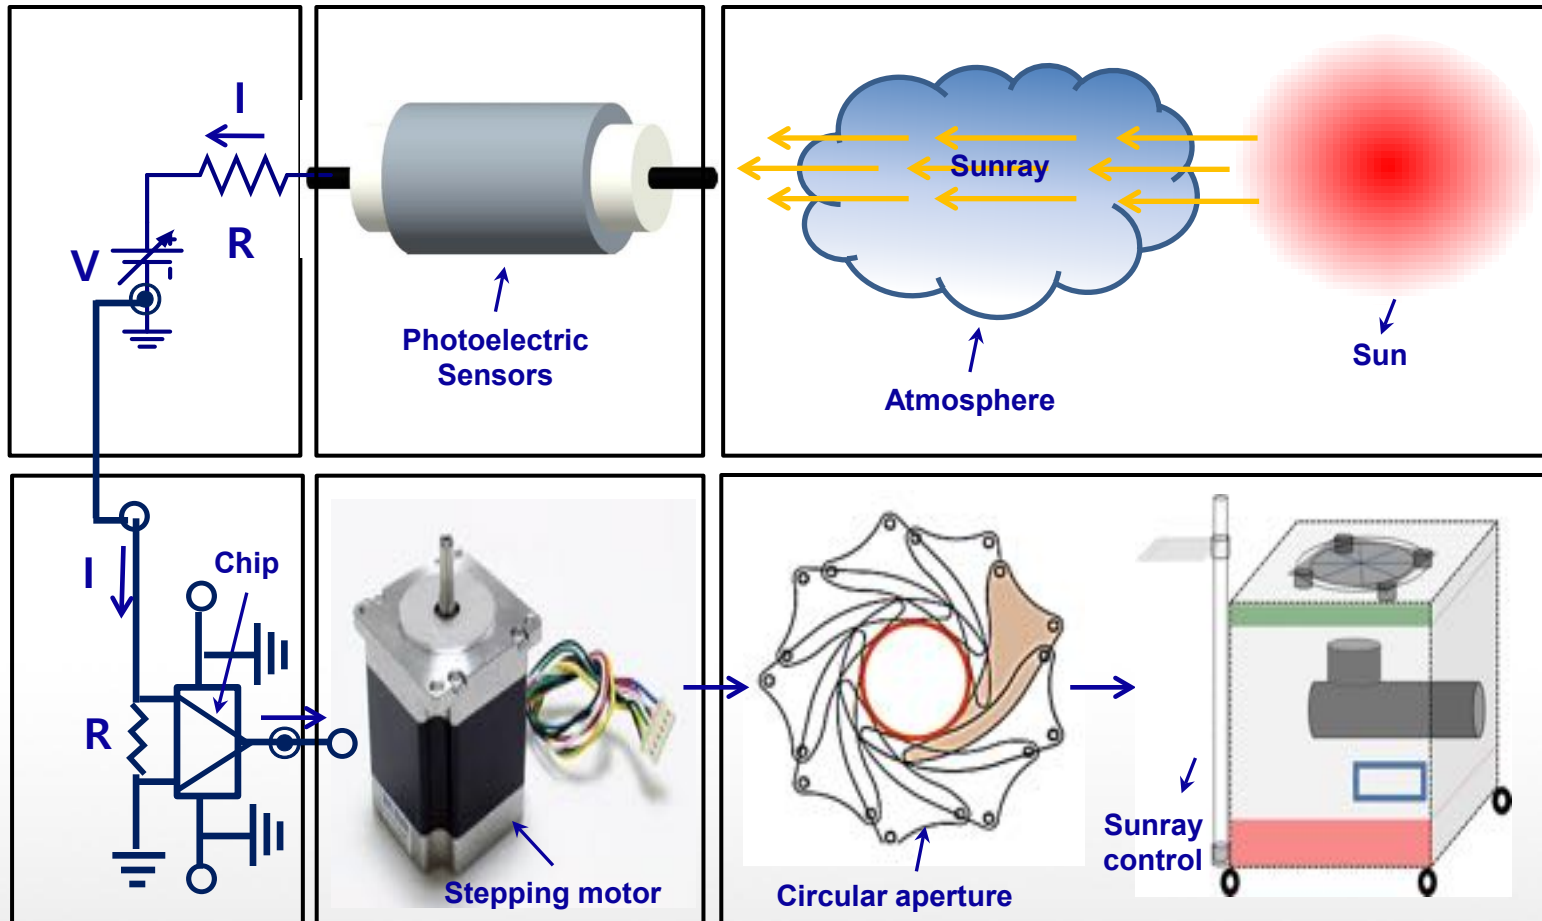 I
R
V
Photoelectric
Sensors
Sunray
Atmosphere
Sun
I
Chip
R
Stepping motor
Circular aperture
Sunray
control